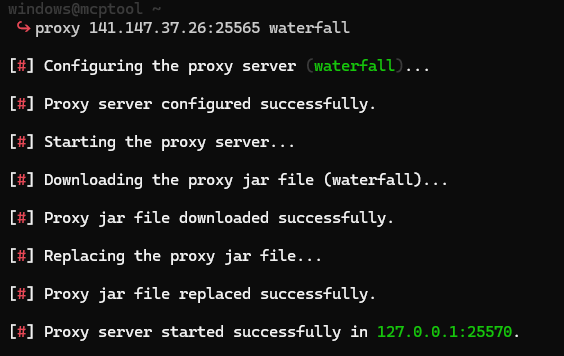 windows@mcptool ~
↪ proxy 141.147.37.26:25565 waterfall
[#] Configuring the proxy server (waterfall)...
[#] Proxy server configured successfully.
[#] Starting the proxy server...
[#] Downloading the proxy jar file (waterfall)...
[#] Proxy jar file downloaded successfully.
[#] Replacing the proxy jar file...
[#] Proxy jar file replaced successfully.
[#] Proxy server started successfully in 127.0.0.1:25570.